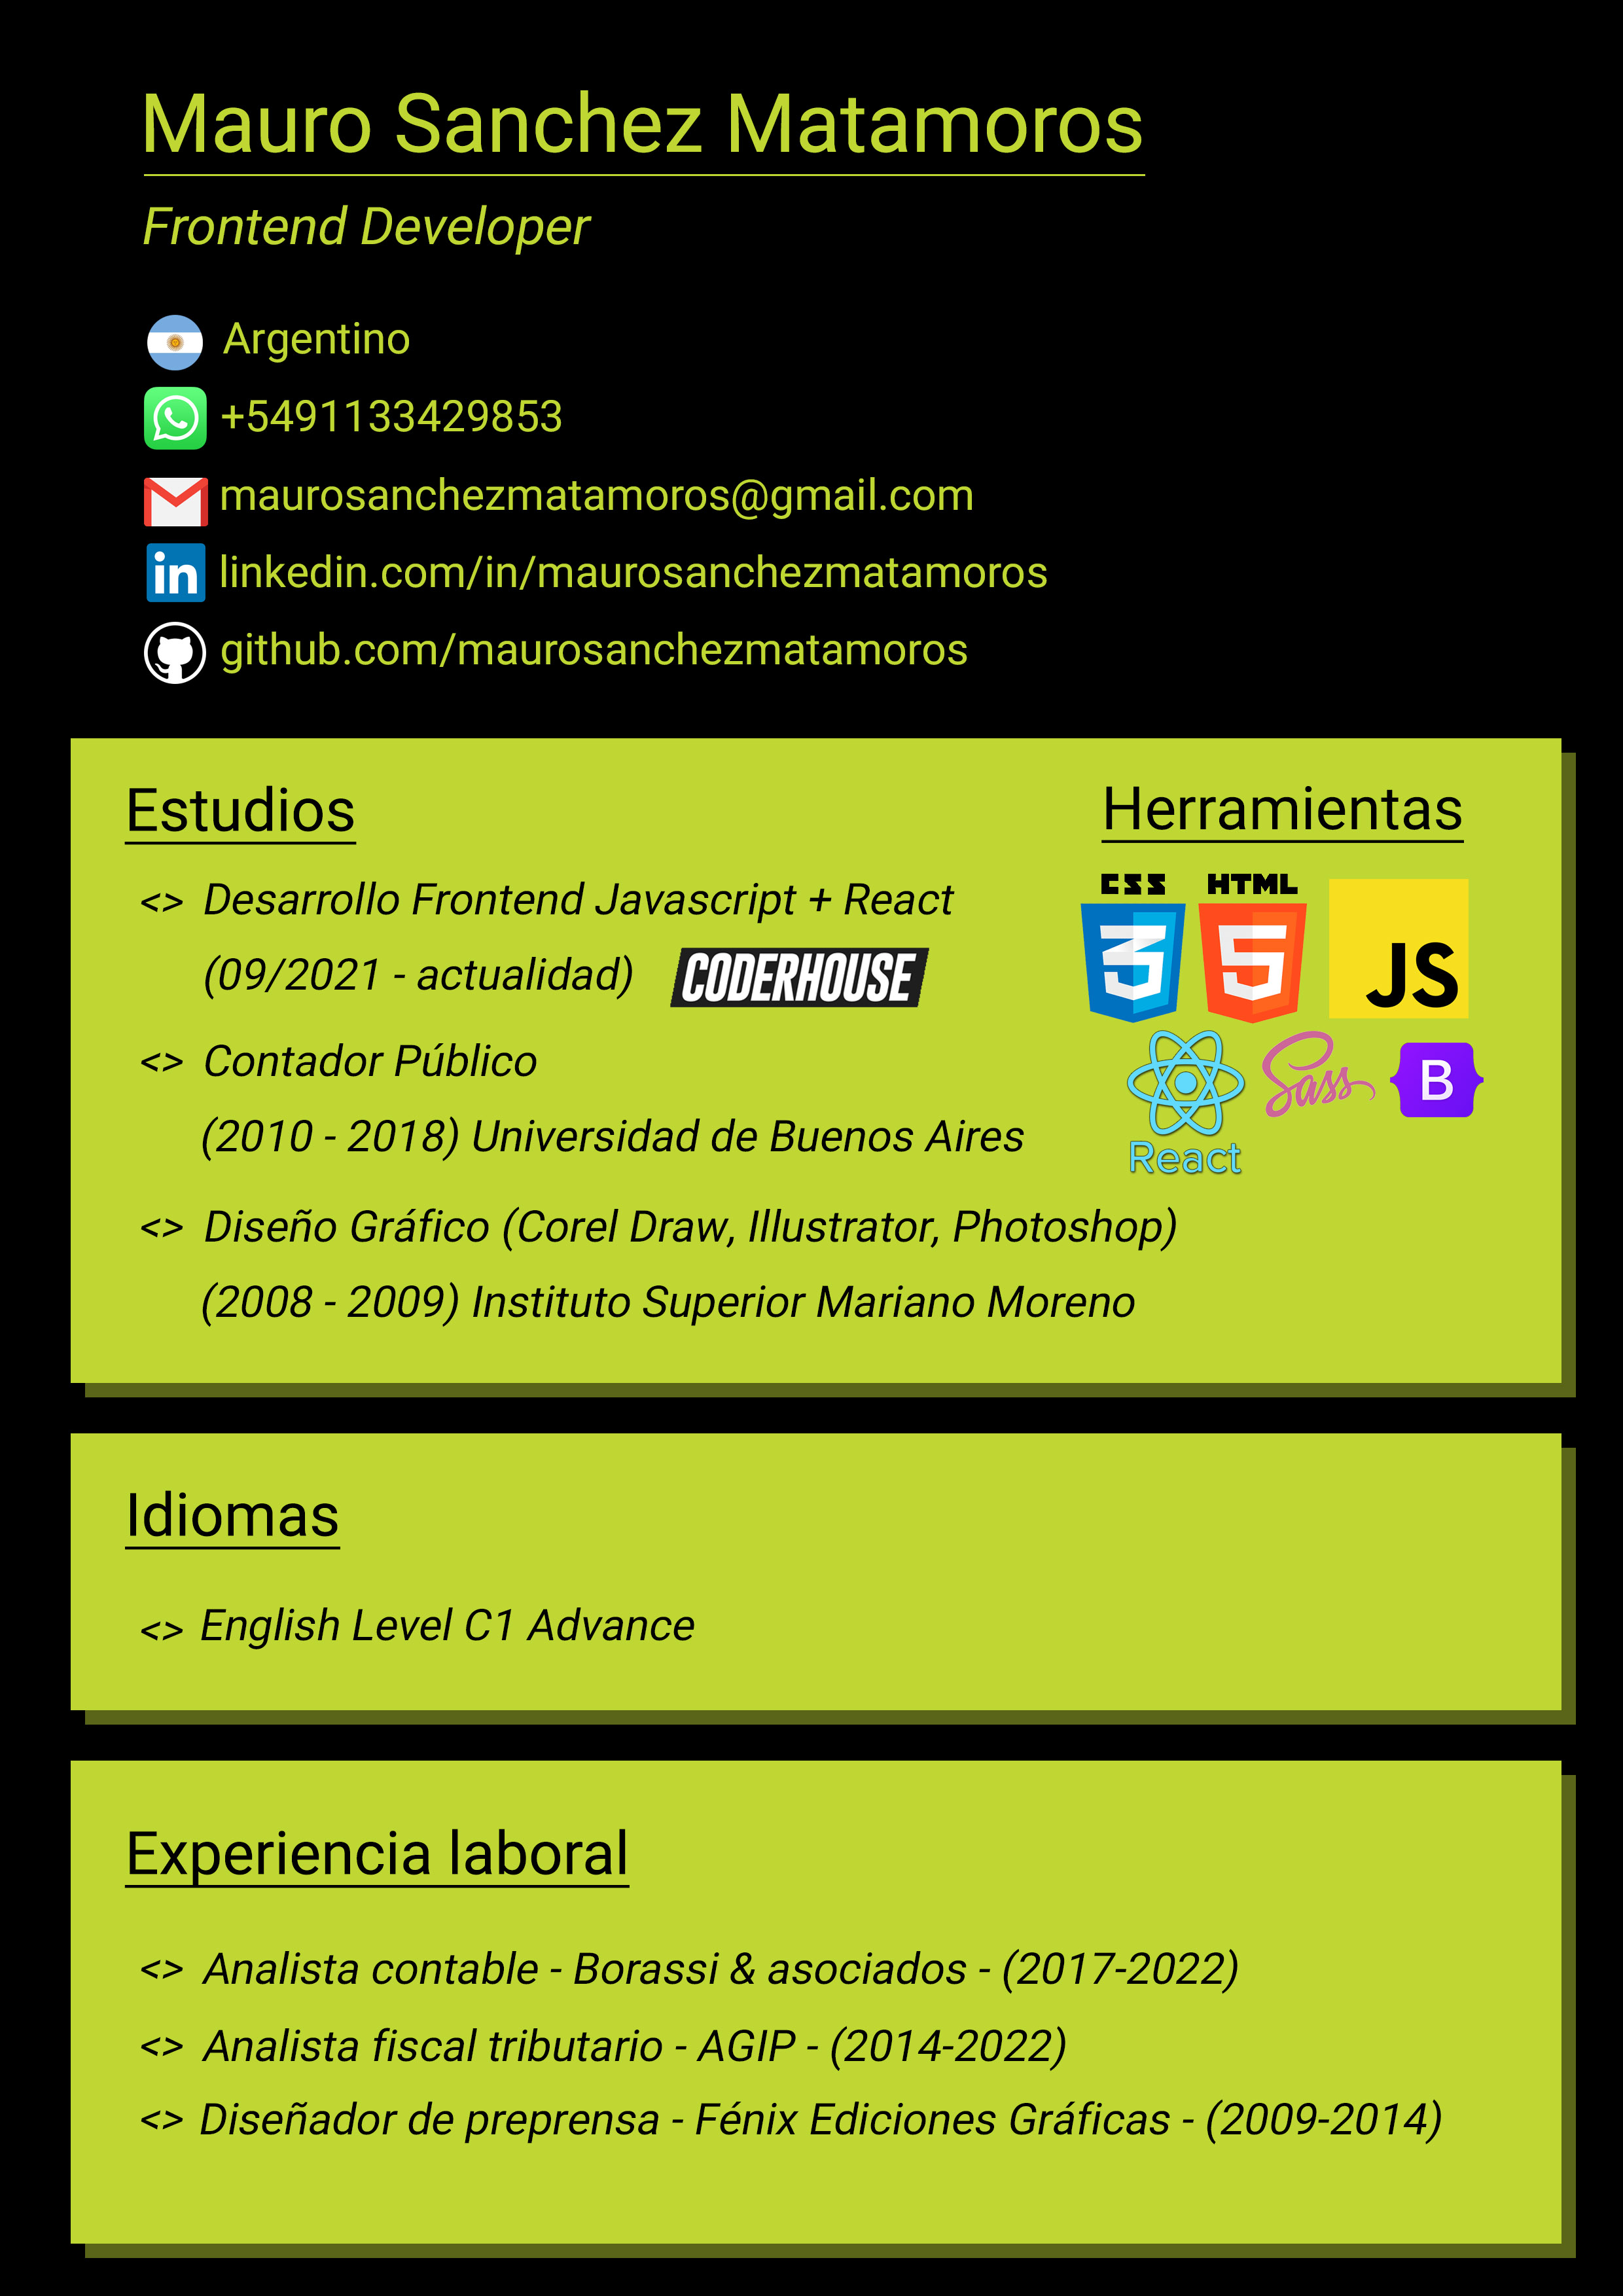 Mauro Sanchez Matamoros
Frontend Developer
Argentino
+5491133429853
maurosanchezmatamoros@gmail.com
in linkedin.com/in/maurosanchezmatamoros
github.com/maurosanchezmatamoros
Estudios
<> Desarrollo Frontend Javascript + React
(09/2021 - actualidad) CODERHOUSE
<> Contador Público
(2010 - 2018) Universidad de Buenos Aires
<> Diseño Gráfico (Corel Draw, Illustrator, Photoshop)
(2008 - 2009) Instituto Superior Mariano Moreno
Herramientas
CSS HTML
3 5 JS
Sass B
React
Idiomas
<> English Level C1 Advance
Experiencia laboral
<> Analista contable - Borassi & asociados - (2017-2022)
<> Analista fiscal tributario - AGIP - (2014-2022)
<> Diseñador de preprensa - Fénix Ediciones Gráficas - (2009-2014)